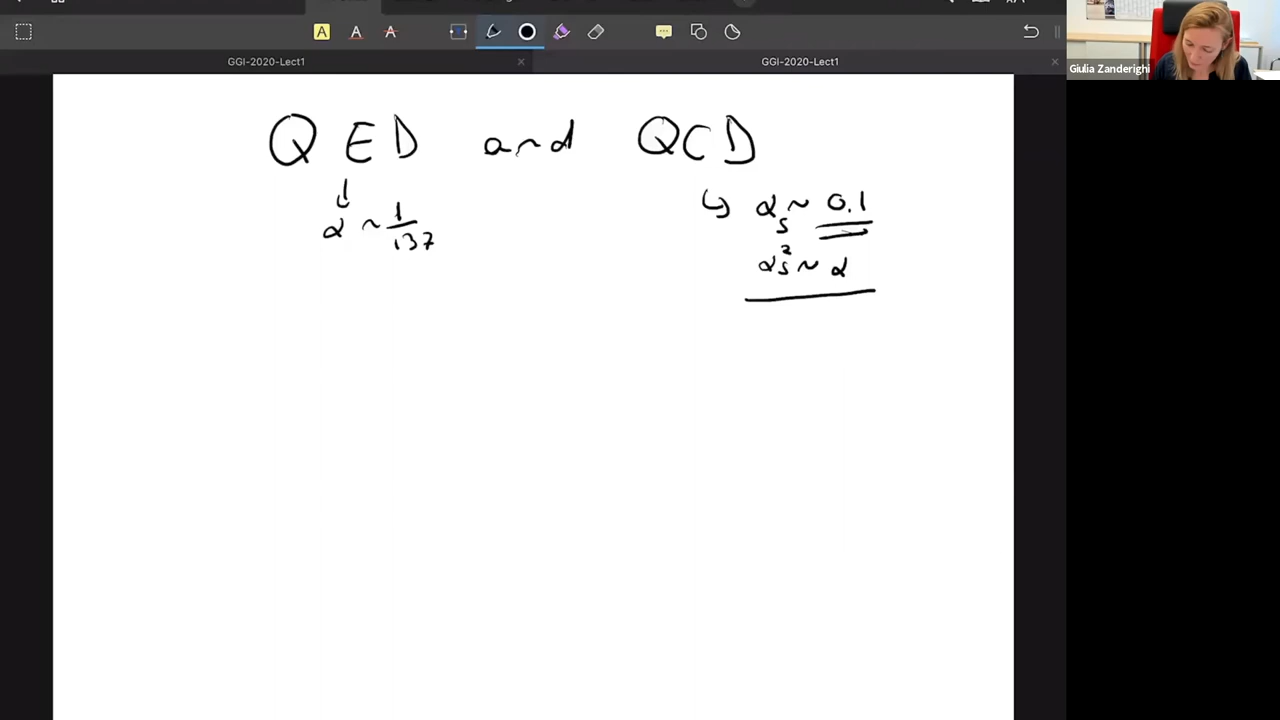 A A A
GGI-2020-Lect1 × GGI-2020-Lect1 ×
Giulia Zanderighi
QED and QCD
↓ α ~ 1/137
↳ αₛ ~ 0.1
αₛ² ~ α